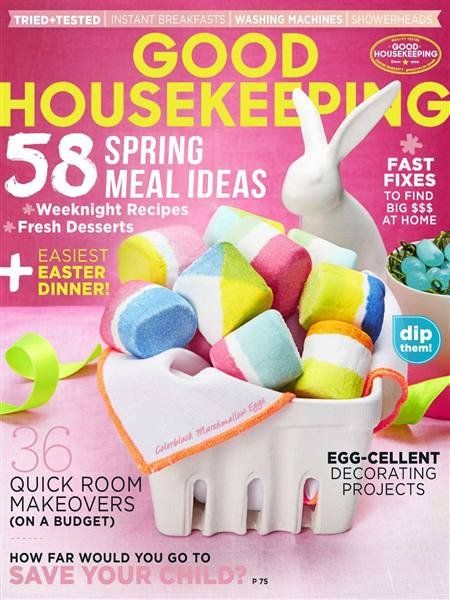 TRIED+TESTED | INSTANT BREAKFASTS | WASHING MACHINES | SHOWERHEADS
GOOD
HOUSEKEEPING
GOOD
HOUSEKEEPING
58 SPRING
MEAL IDEAS
*Weeknight Recipes
*Fresh Desserts
+ EASIEST
EASTER
DINNER!
*
FAST
FIXES
TO FIND
BIG $$$
AT HOME
dip
them!
Colorblock Marshmallow Eggs
36
QUICK ROOM
MAKEOVERS
(ON A BUDGET)
EGG-CELLENT
DECORATING
PROJECTS
HOW FAR WOULD YOU GO TO
SAVE YOUR CHILD? P 75